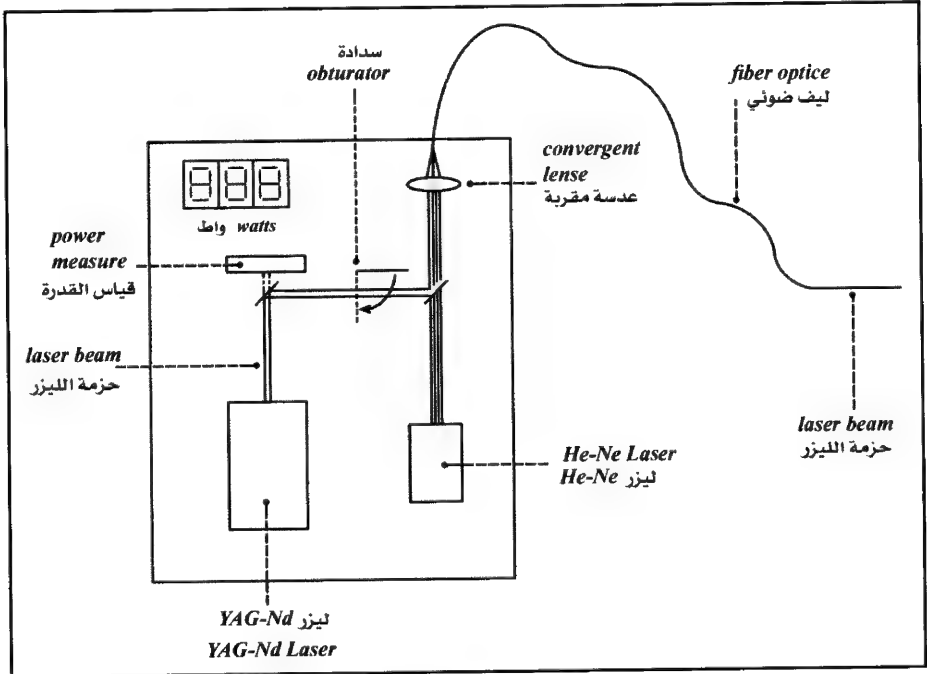 سدادة
obturator
fiber optice
ليف ضوئي
convergent
lense
عدسة مقربة
888
واط watts
power
measure
قياس القدرة
laser beam
حزمة الليزر
laser beam
حزمة الليزر
He-Ne Laser
ليزر He-Ne
ليزر YAG-Nd
YAG-Nd Laser